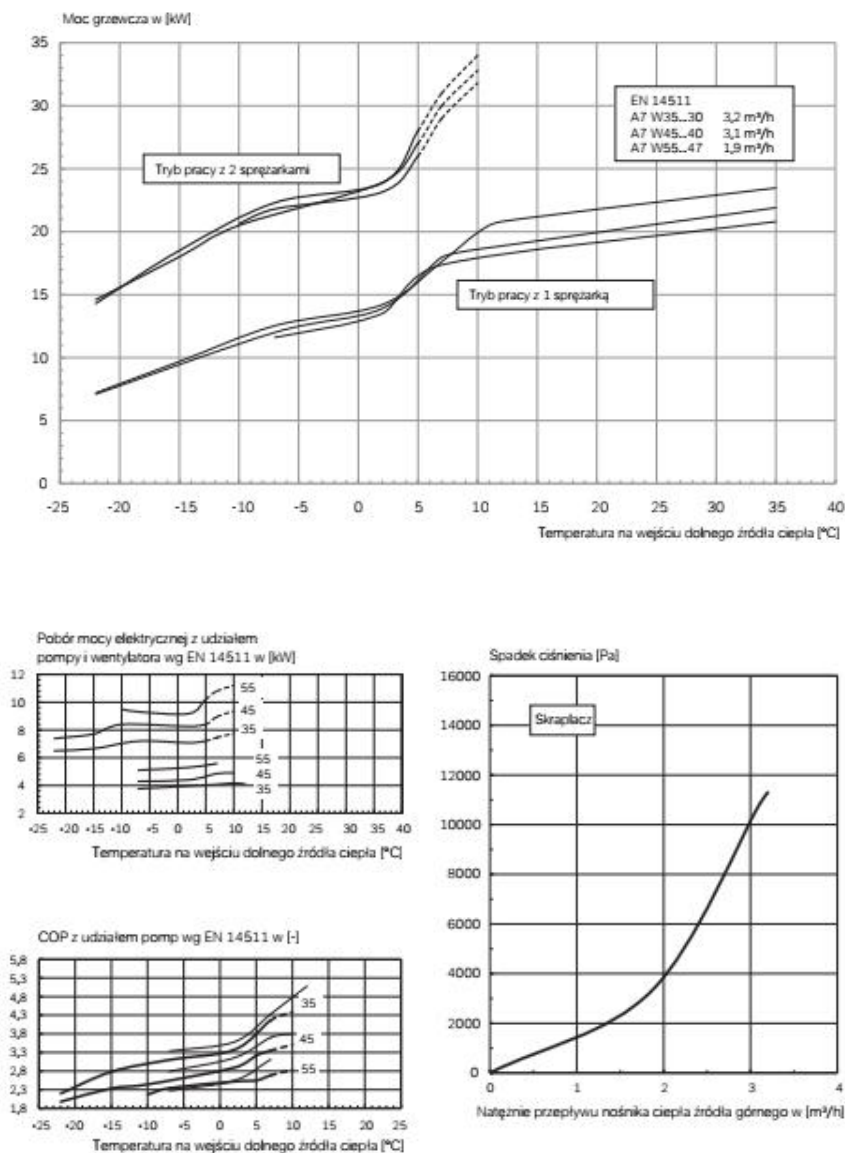 Moc grzewcza w [kW]
35
30
25
20
15
10
5
0
-25 -20 -15 -10 -5 0 5 10 15 20 25 30 35 40
EN 14511
A7 W35...30 3,2 m³/h
A7 W45...40 3,1 m³/h
A7 W55...47 1,9 m³/h
Tryb pracy z 2 sprężarkami
Tryb pracy z 1 sprężarką
Temperatura na wejściu dolnego źródła ciepła [°C]
Pobór mocy elektrycznej z udziałem
pompy i wentylatora wg EN 14511 w [kW]
12
10
8
6
4
2
55
45
35
55
45
35
-25 -20 -15 -10 -5 0 5 10 15 20 25 30 35 40
Temperatura na wejściu dolnego źródła ciepła [°C]
COP z udziałem pomp wg EN 14511 w [-]
5,8
5,3
4,8
4,3
3,8
3,3
2,8
2,3
1,8
35
45
55
-25 -20 -15 -10 -5 0 5 10 15 20 25 25
Temperatura na wejściu dolnego źródła ciepła [°C]
Spadek ciśnienia [Pa]
16000
14000
12000
10000
8000
6000
4000
2000
0
Skraplacz
0 1 2 3 4
Natężnie przepływu nośnika ciepła źródła górnego w [m³/h]